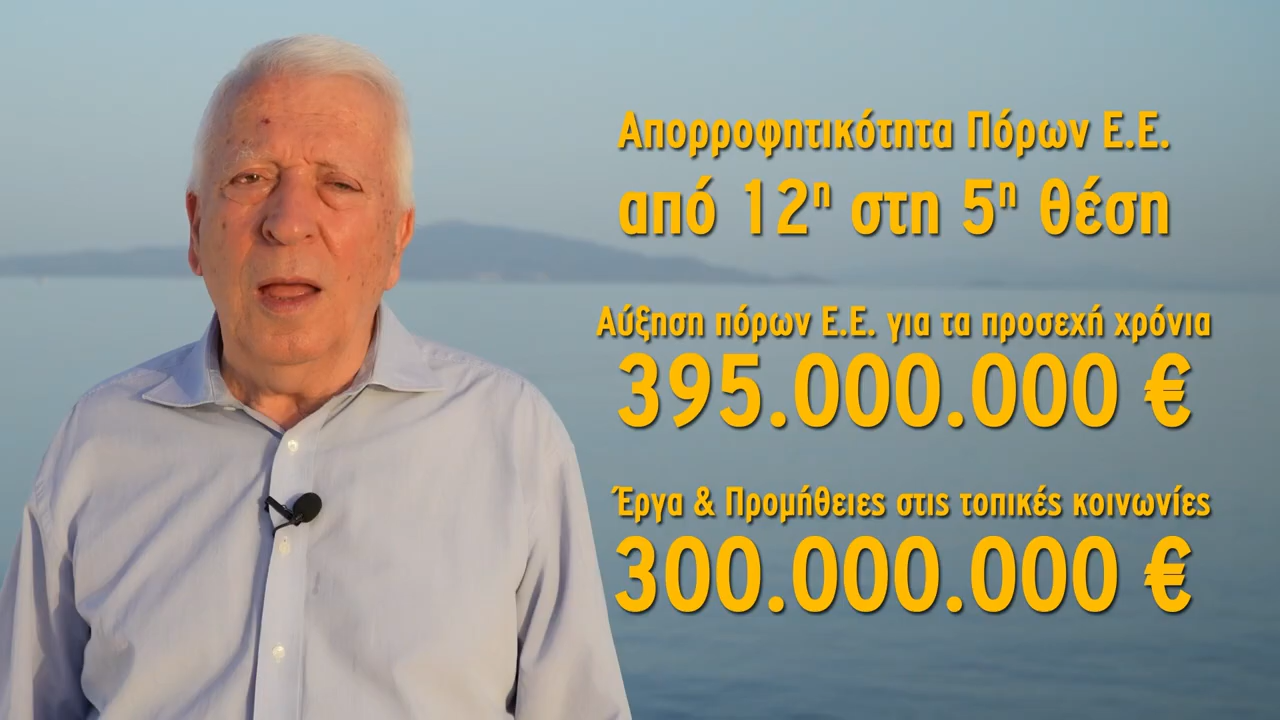 Απορροφητικότητα Πόρων Ε.Ε.
από 12η στη 5η θέση
Αύξηση πόρων Ε.Ε. για τα προσεχή χρόνια
395.000.000 €
Έργα & Προμήθειες στις τοπικές κοινωνίες
300.000.000 €